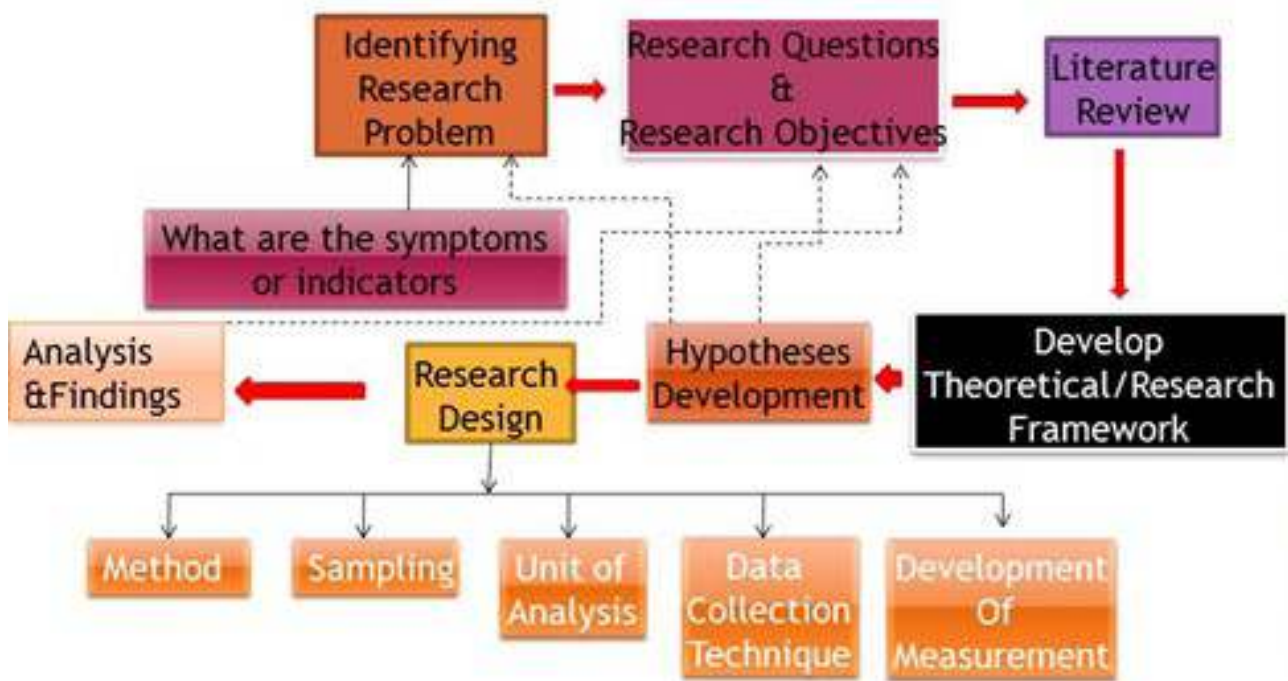 Identifying
Research
Problem
Research Questions
&
Research Objectives
Literature
Review
What are the symptoms
or indicators
Analysis
&Findings
Research
Design
Hypotheses
Development
Develop
Theoretical/Research
Framework
Method
Sampling
Unit of
Analysis
Data
Collection
Technique
Development
Of
Measurement